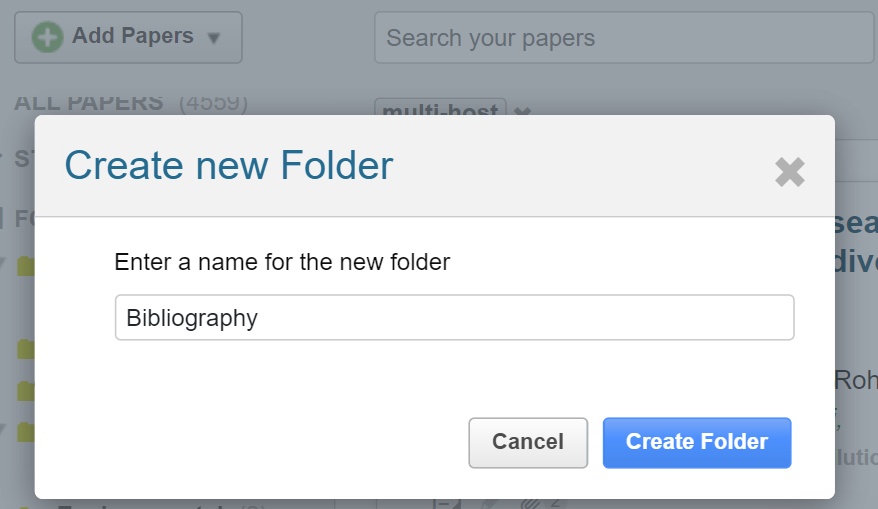 Add Papers
Search your papers
ALL PAPERS (4559)
multi-host
Create new Folder
Enter a name for the new folder
Bibliography
Cancel
Create Folder